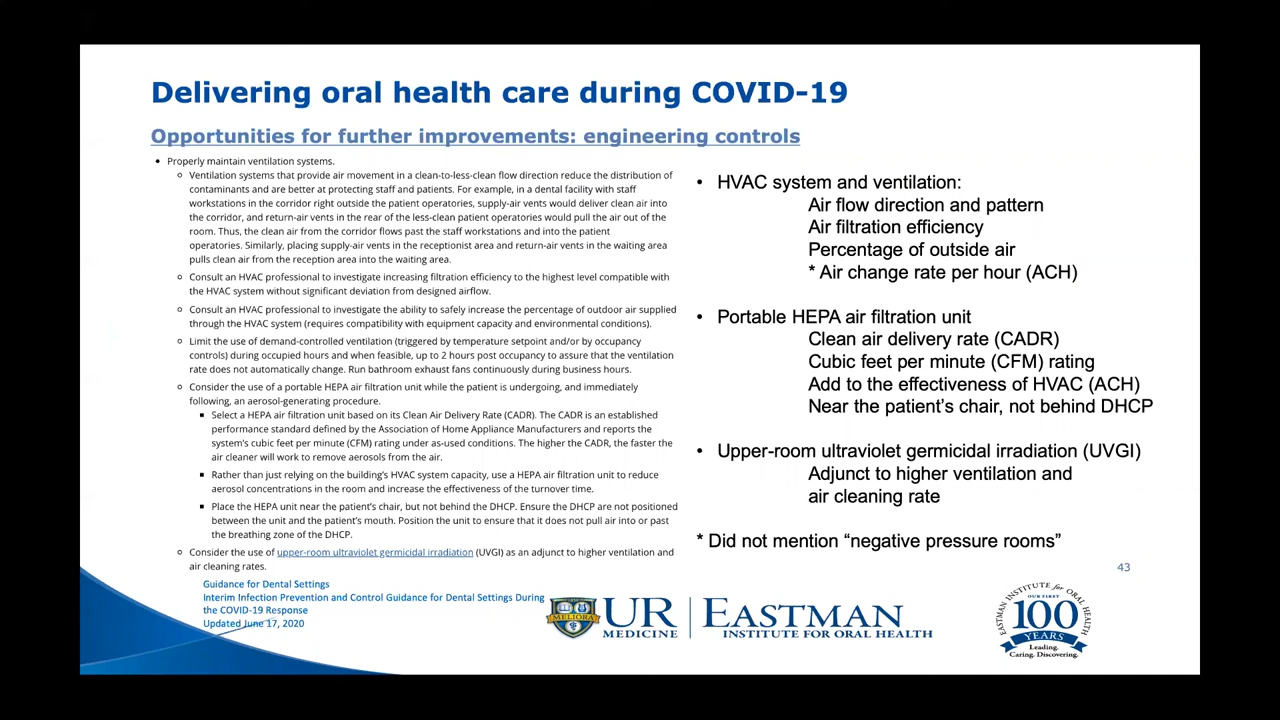 Delivering oral health care during COVID-19
Opportunities for further improvements: engineering controls
• Properly maintain ventilation systems.
○ Ventilation systems that provide air movement in a clean-to-less-clean flow direction reduce the distribution of
contaminants and are better at protecting staff and patients. For example, in a dental facility with staff
workstations in the corridor right outside the patient operatories, supply-air vents would deliver clean air into
the corridor, and return-air vents in the rear of the less-clean patient operatories would pull the air out of the
room. Thus, the clean air from the corridor flows past the staff workstations and into the patient
operatories. Similarly, placing supply-air vents in the receptionist area and return-air vents in the waiting area
pulls clean air from the reception area into the waiting area.
○ Consult an HVAC professional to investigate increasing filtration efficiency to the highest level compatible with
the HVAC system without significant deviation from designed airflow.
○ Consult an HVAC professional to investigate the ability to safely increase the percentage of outdoor air supplied
through the HVAC system (requires compatibility with equipment capacity and environmental conditions).
○ Limit the use of demand-controlled ventilation (triggered by temperature setpoint and/or by occupancy
controls) during occupied hours and when feasible, up to 2 hours post occupancy to assure that the ventilation
rate does not automatically change. Run bathroom exhaust fans continuously during business hours.
○ Consider the use of a portable HEPA air filtration unit while the patient is undergoing, and immediately
following, an aerosol-generating procedure.
■ Select a HEPA air filtration unit based on its Clean Air Delivery Rate (CADR). The CADR is an established
performance standard defined by the Association of Home Appliance Manufacturers and reports the
system's cubic feet per minute (CFM) rating under as-used conditions. The higher the CADR, the faster the
air cleaner will work to remove aerosols from the air.
■ Rather than just relying on the building's HVAC system capacity, use a HEPA air filtration unit to reduce
aerosol concentrations in the room and increase the effectiveness of the turnover time.
■ Place the HEPA unit near the patient's chair, but not behind the DHCP. Ensure the DHCP are not positioned
between the unit and the patient's mouth. Position the unit to ensure that it does not pull air into or past
the breathing zone of the DHCP.
○ Consider the use of upper-room ultraviolet germicidal irradiation (UVGI) as an adjunct to higher ventilation and
air cleaning rates.
• HVAC system and ventilation:
Air flow direction and pattern
Air filtration efficiency
Percentage of outside air
* Air change rate per hour (ACH)
• Portable HEPA air filtration unit
Clean air delivery rate (CADR)
Cubic feet per minute (CFM) rating
Add to the effectiveness of HVAC (ACH)
Near the patient's chair, not behind DHCP
• Upper-room ultraviolet germicidal irradiation (UVGI)
Adjunct to higher ventilation and
air cleaning rate
* Did not mention “negative pressure rooms”
43
Guidance for Dental Settings
Interim Infection Prevention and Control Guidance for Dental Settings During
the COVID-19 Response
Updated June 17, 2020
MELIORA
UR
MEDICINE
EASTMAN
INSTITUTE FOR ORAL HEALTH
EASTMAN INSTITUTE for ORAL HEALTH
OUR FIRST
100
YEARS
Leading.
Caring. Discovering.